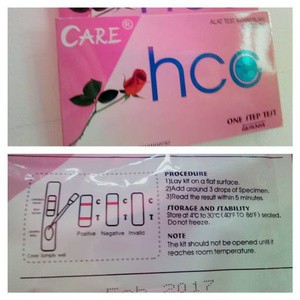 CARE®
hcg
ONE STEP TEST
PROCEDURE
1)Lay kit on a flat surface.
2)Add around 3 drops of Specimen.
3)Read the result within 5 minutes.
STORAGE AND STABILITY
Store at 4°C to 30°C (40°F TO 86°F) sealed.
Do not freeze.
NOTE
The kit should not be opened until it
reaches room temperature.
C
T
C
T
Positive Negative Invalid
Sample well
Feb 2017